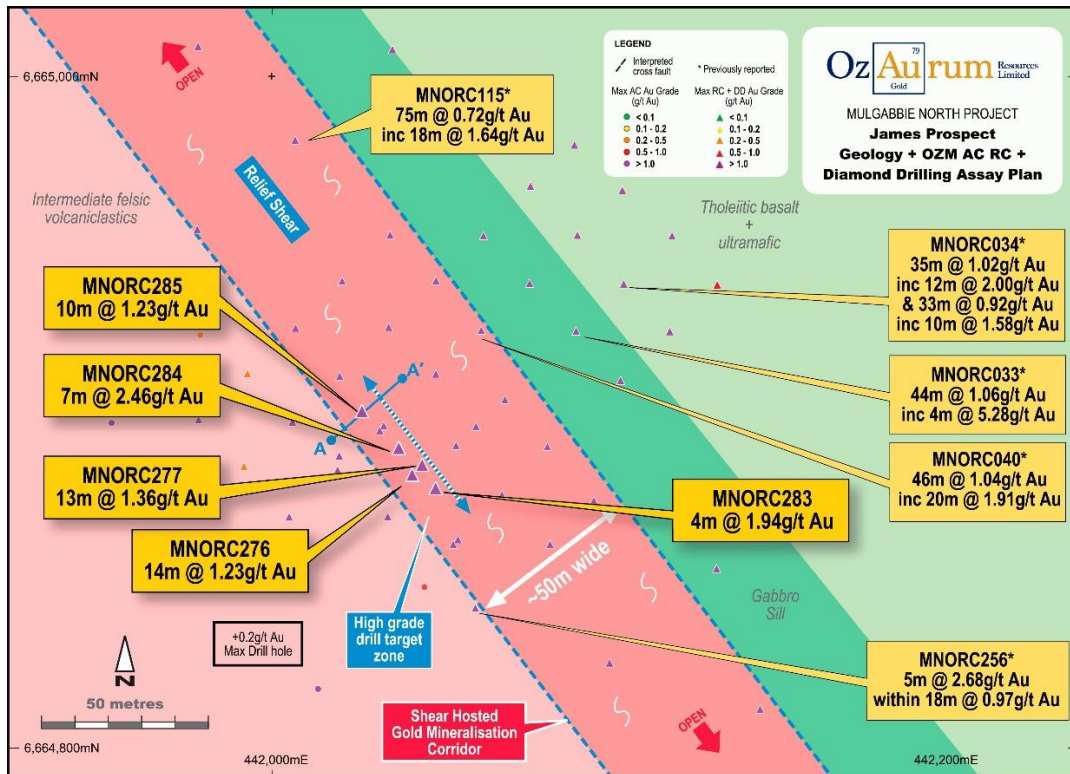 6,665,000mN
OPEN
MNORC115*
75m @ 0.72g/t Au
inc 18m @ 1.64g/t Au
LEGEND
Interpreted
cross fault
* Previously reported
Max AC Au Grade
(g/t Au)
< 0.1
0.1 - 0.2
0.2 - 0.5
0.5 - 1.0
> 1.0
Max RC + DD Au Grade
(g/t Au)
< 0.1
0.1 - 0.2
0.2 - 0.5
0.5 - 1.0
> 1.0
79
Oz Aurum Resources
Limited
Gold
MULGABBIE NORTH PROJECT
James Prospect
Geology + OZM AC RC +
Diamond Drilling Assay Plan
Intermediate felsic
volcaniclastics
Relief Shear
Tholeiitic basalt
+
ultramafic
MNORC034*
35m @ 1.02g/t Au
inc 12m @ 2.00g/t Au
& 33m @ 0.92g/t Au
inc 10m @ 1.58g/t Au
MNORC285
10m @ 1.23g/t Au
MNORC284
7m @ 2.46g/t Au
A'
A
MNORC033*
44m @ 1.06g/t Au
inc 4m @ 5.28g/t Au
MNORC277
13m @ 1.36g/t Au
MNORC040*
46m @ 1.04g/t Au
inc 20m @ 1.91g/t Au
MNORC283
4m @ 1.94g/t Au
MNORC276
14m @ 1.23g/t Au
~50m wide
Gabbro
Sill
High grade
drill target
zone
+0.2g/t Au
Max Drill hole
MNORC256*
5m @ 2.68g/t Au
within 18m @ 0.97g/t Au
N
50 metres
Shear Hosted
Gold Mineralisation
Corridor
OPEN
6,664,800mN
442,000mE
442,200mE